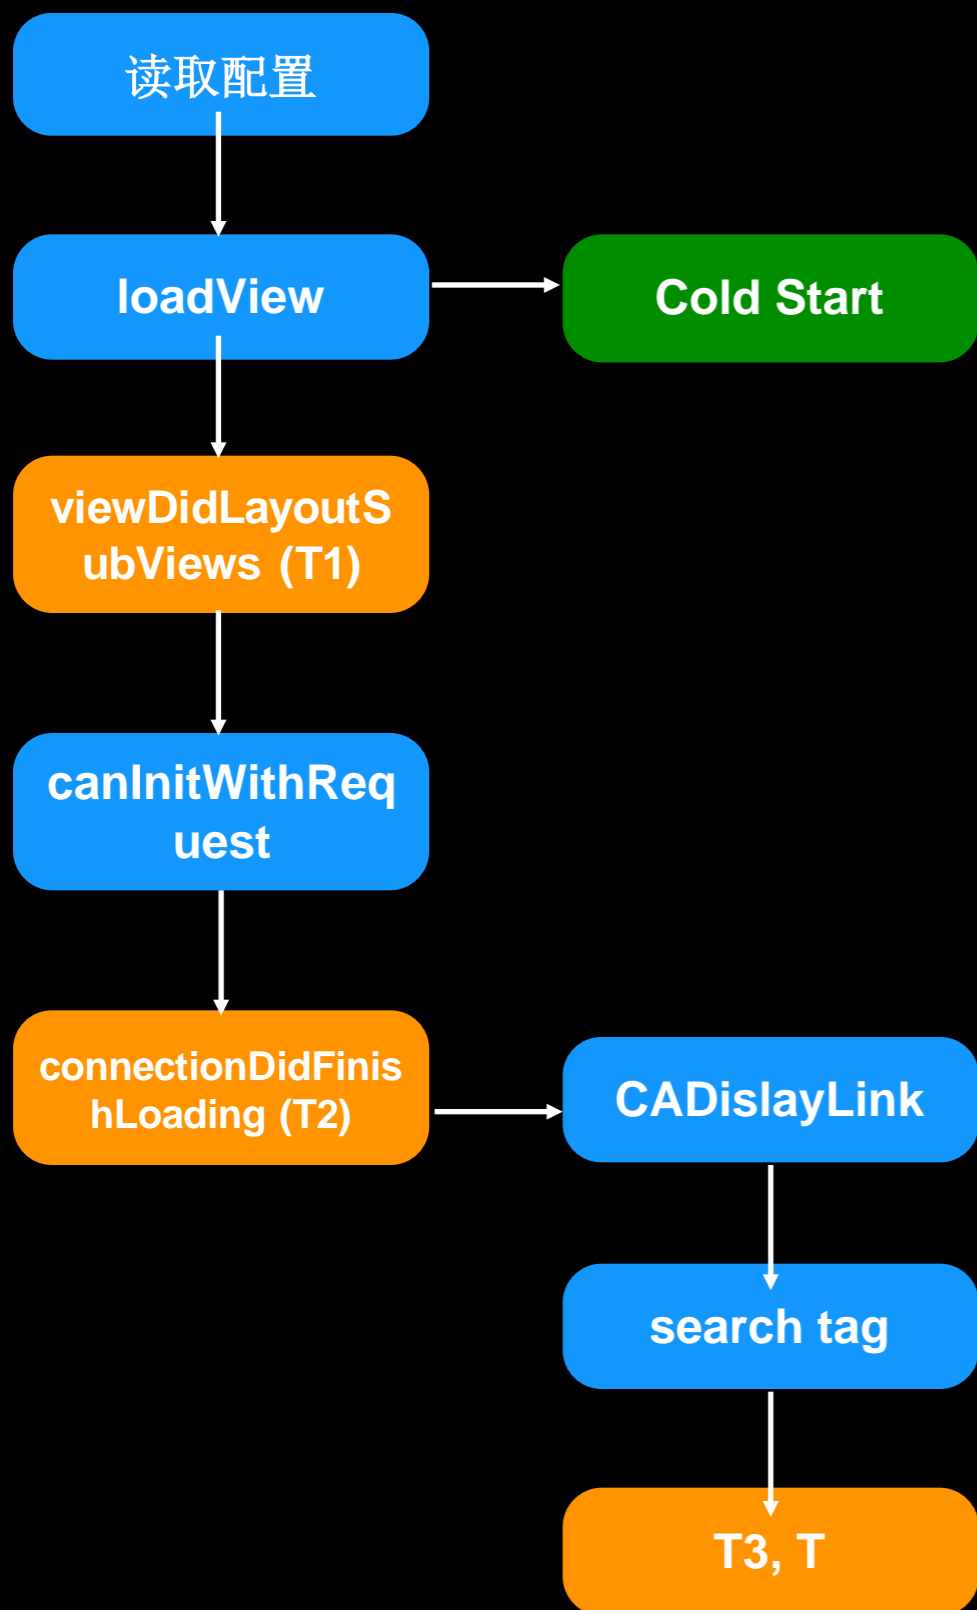 读取配置
loadView
Cold Start
viewDidLayoutS
ubViews (T1)
canInitWithReq
uest
connectionDidFinis
hLoading (T2)
CADislayLink
search tag
T3, T